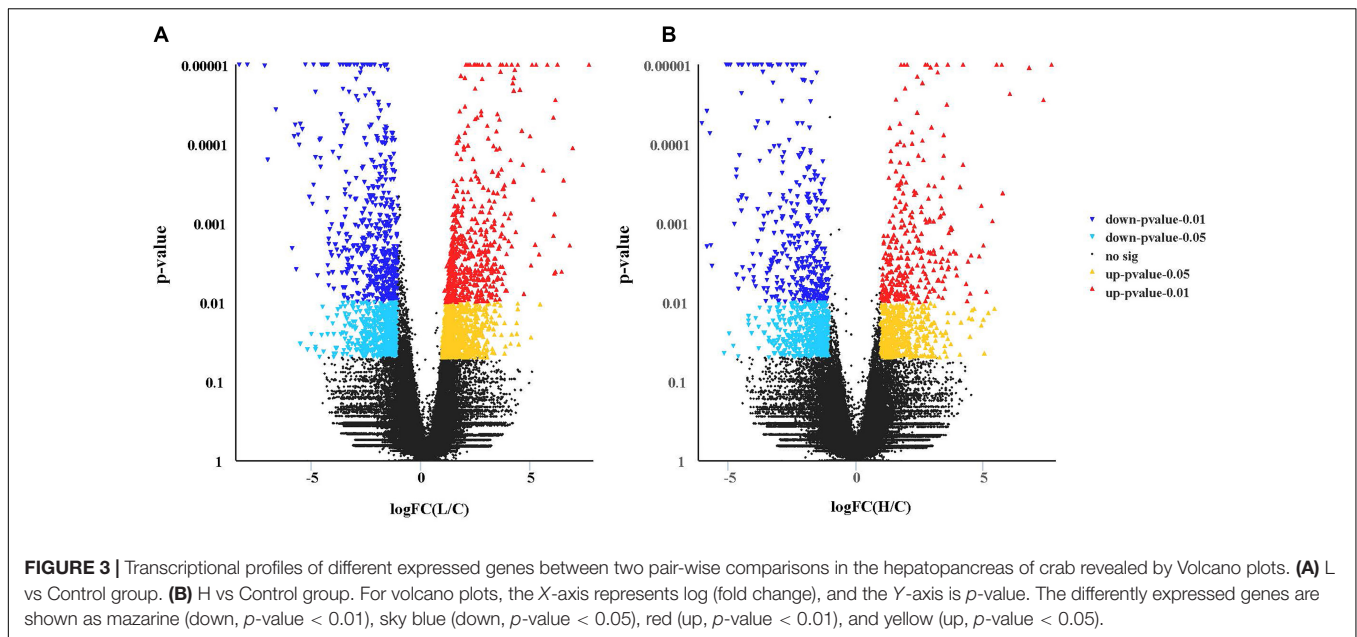 A
0.00001
0.0001
0.001
0.01
0.1
1
p-value
-5
0
5
logFC(L/C)
B
0.00001
0.0001
0.001
0.01
0.1
1
p-value
-5
0
5
logFC(H/C)
down-pvalue-0.01
down-pvalue-0.05
no sig
up-pvalue-0.05
up-pvalue-0.01
FIGURE 3 | Transcriptional profiles of different expressed genes between two pair-wise comparisons in the hepatopancreas of crab revealed by Volcano plots. (A) L
vs Control group. (B) H vs Control group. For volcano plots, the X-axis represents log (fold change), and the Y-axis is p-value. The differently expressed genes are
shown as mazarine (down, p-value < 0.01), sky blue (down, p-value < 0.05), red (up, p-value < 0.01), and yellow (up, p-value < 0.05).